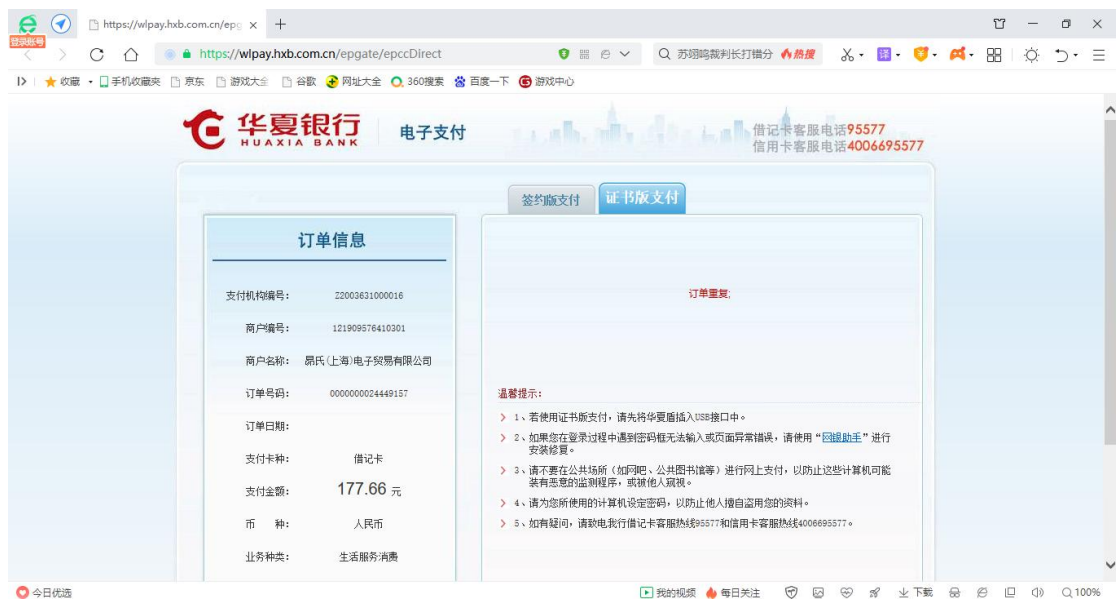 登录账号
https://wlpay.hxb.com.cn/epg
https://wlpay.hxb.com.cn/epgate/epccDirect
苏翊鸣裁判长打错分 热搜
译
收藏 手机收藏夹 京东 游戏大全 谷歌 网址大全 360搜索 百度一下 游戏中心
华夏银行
HUAXIA BANK
电子支付
借记卡客服电话95577
信用卡客服电话4006695577
签约版支付 证书版支付
订单信息
支付机构编号: Z2003631000016
商户编号: 121909576410301
商户名称: 昴氏(上海)电子贸易有限公司
订单号码: 0000000024449157
订单日期:
支付卡种: 借记卡
支付金额: 177.66 元
币 种: 人民币
业务种类: 生活服务消费
订单重复;
温馨提示:
1、若使用证书版支付,请先将华夏盾插入USB接口中。
2、如果您在登录过程中遇到密码框无法输入或页面异常错误,请使用“网银助手”进行
安装修复。
3、请不要在公共场所(如网吧、公共图书馆等)进行网上支付,以防止这些计算机可能
装有恶意的监测程序,或被他人窥视。
4、请为您所使用的计算机设定密码,以防止他人擅自盗用您的资料。
5、如有疑问,请致电我行借记卡客服热线95577和信用卡客服热线4006695577。
今日优选
我的视频 每日关注 下载 100%